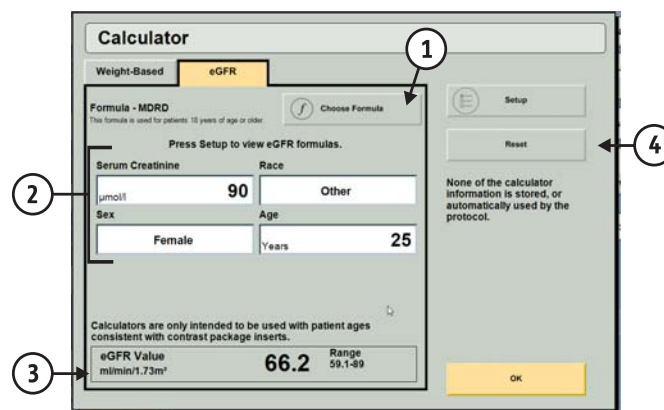 Calculator
1
Weight-Based eGFR
Formula - MDRD
This formula is used for patients 18 years of age or older.
f Choose Formula
Setup
Press Setup to view eGFR formulas.
Reset
4
2
Serum Creatinine Race
µmol/l 90 Other
Sex Age
Female Years 25
None of the calculator
information is stored, or
automatically used by the
protocol.
Calculators are only intended to be used with patient ages
consistent with contrast package inserts.
3
eGFR Value
ml/min/1.73m²
66.2
Range
59.1-89
OK